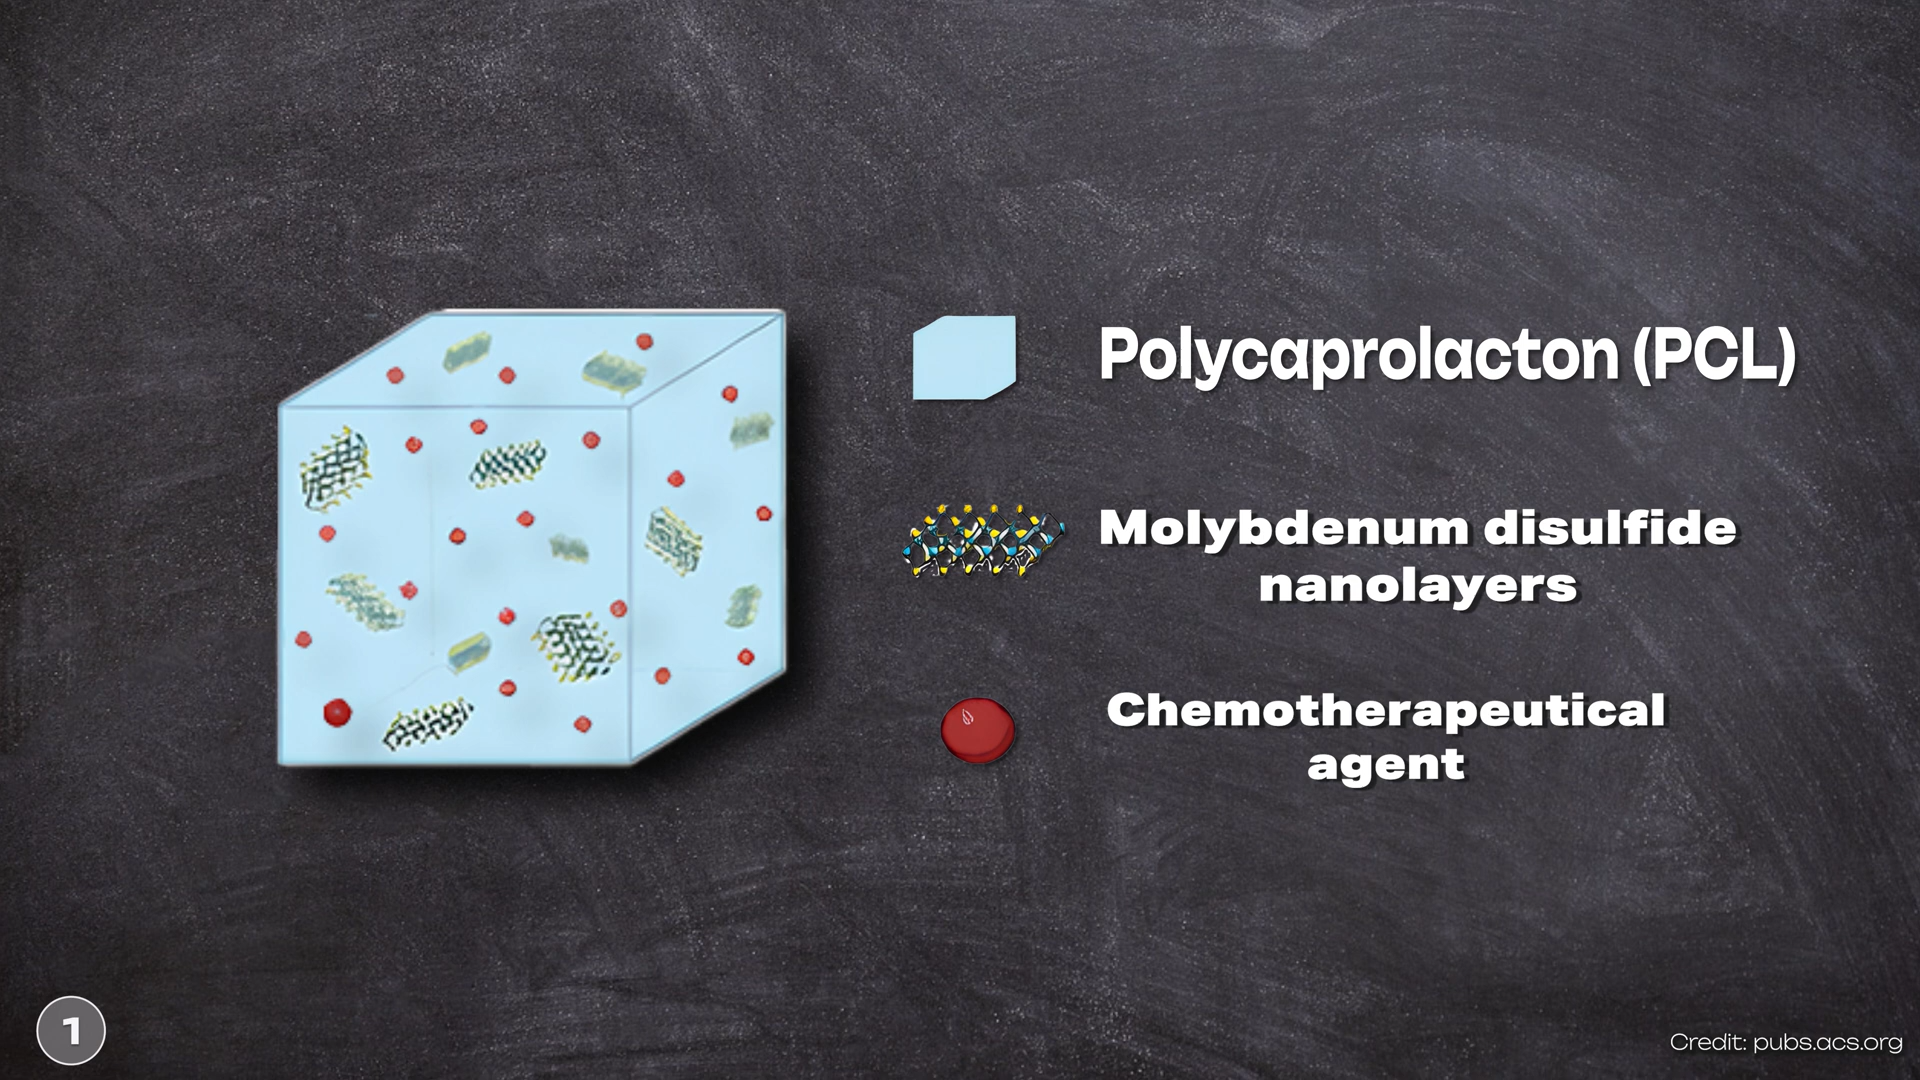 Polycaprolacton (PCL)
Molybdenum disulfide
nanolayers
Chemotherapeutical
agent
1
Credit: pubs.acs.org